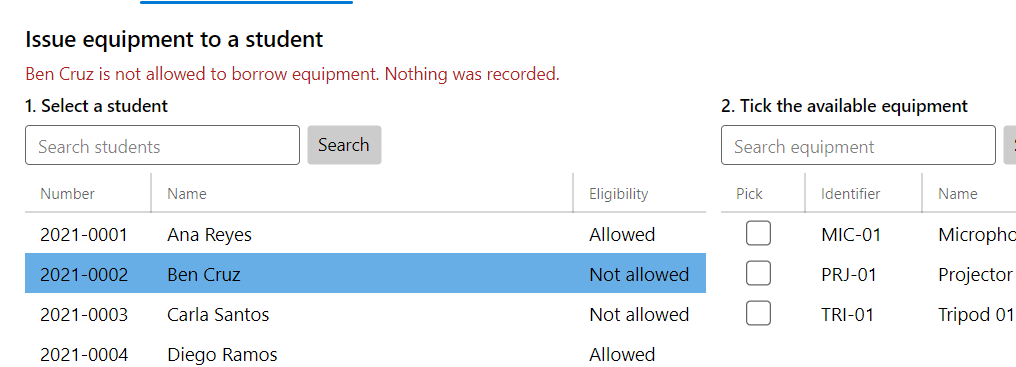 Issue equipment to a student
Ben Cruz is not allowed to borrow equipment. Nothing was recorded.
1. Select a student
Search students
Search
Number Name Eligibility
2021-0001 Ana Reyes Allowed
2021-0002 Ben Cruz Not allowed
2021-0003 Carla Santos Not allowed
2021-0004 Diego Ramos Allowed
2. Tick the available equipment
Search equipment
Pick Identifier Name
MIC-01 Micropho
PRJ-01 Projector
TRI-01 Tripod 01